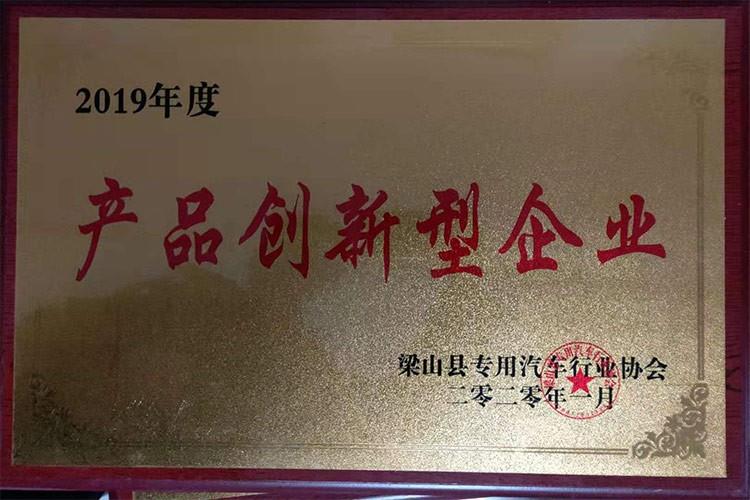 2019年度
产品创新型企业
梁山县专用汽车行业协会
二零二零年一月